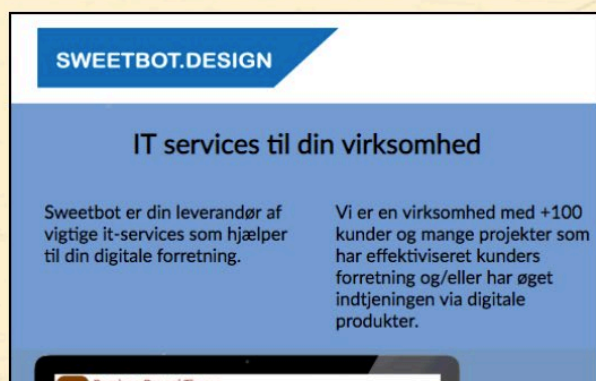 SWEETBOT.DESIGN
IT services til din virksomhed
Sweetbot er din leverandør af
vigtige it-services som hjælper
til din digitale forretning.
Vi er en virksomhed med +100
kunder og mange projekter som
har effektiviseret kunders
forretning og/eller har øget
indtjeningen via digitale
produkter.